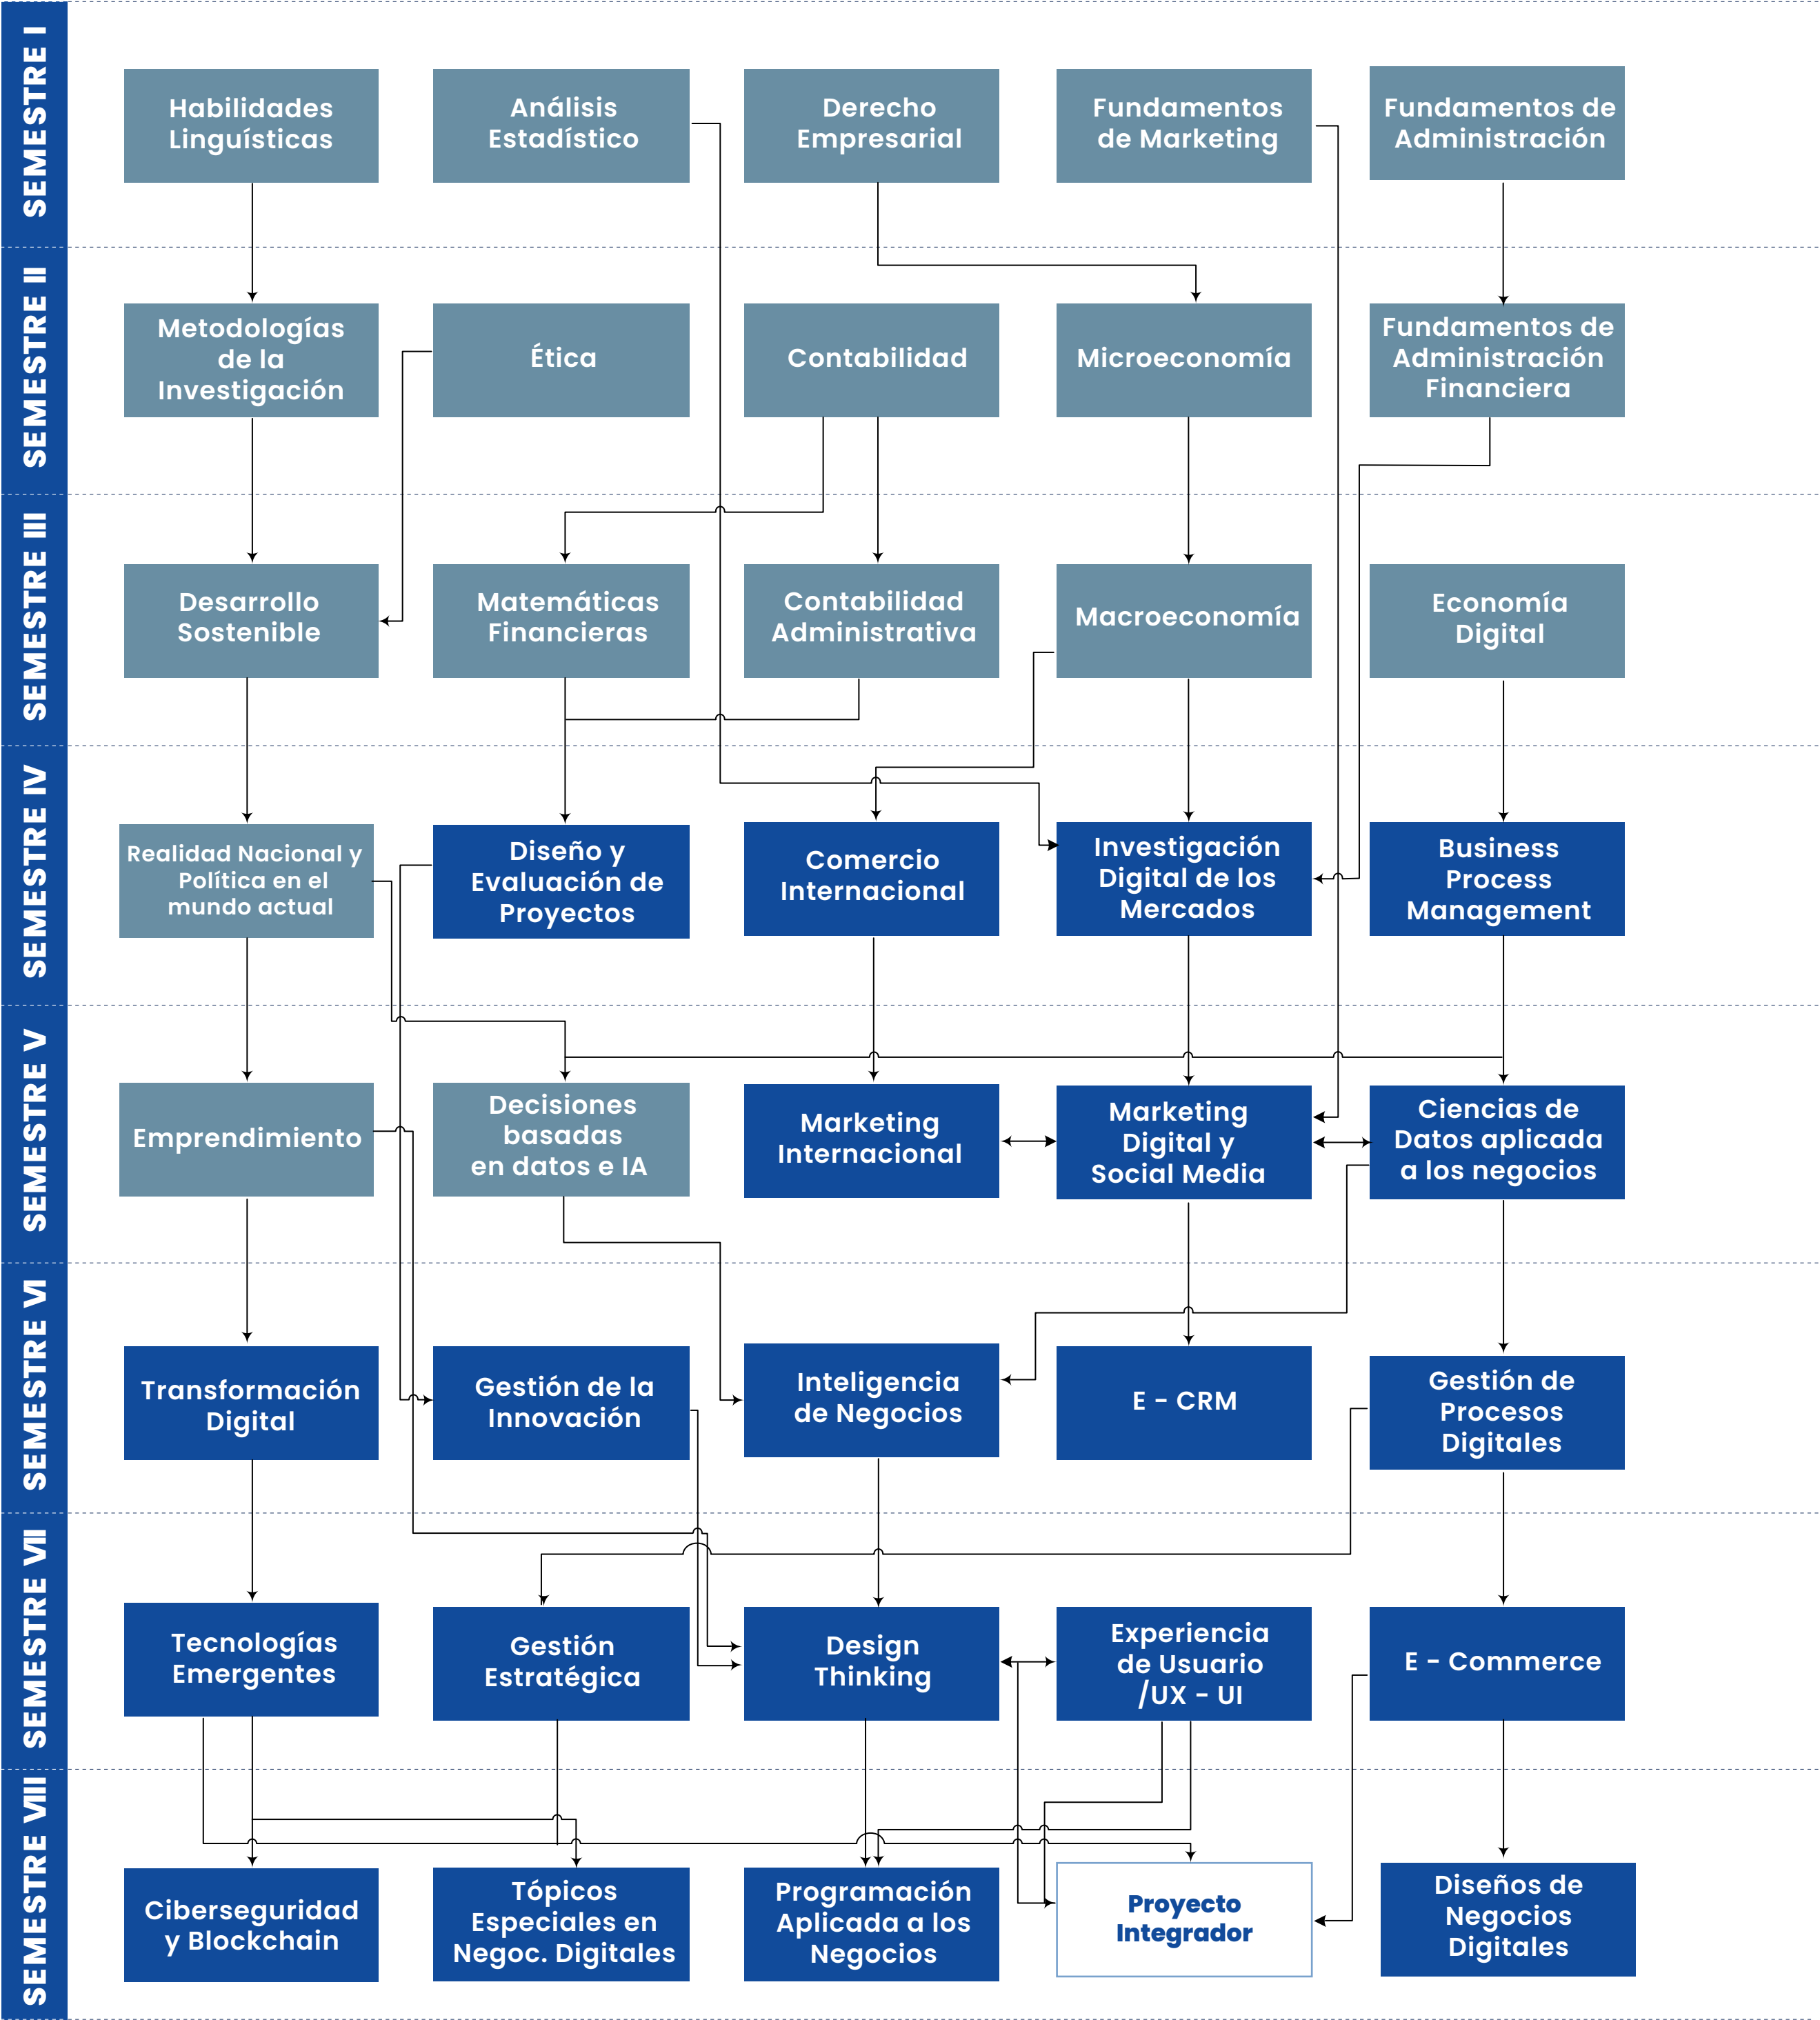 SEMESTRE I
Habilidades
Linguísticas
Análisis
Estadístico
Derecho
Empresarial
Fundamentos
de Marketing
Fundamentos de
Administración
SEMESTRE II
Metodologías
de la
Investigación
Ética
Contabilidad
Microeconomía
Fundamentos de
Administración
Financiera
SEMESTRE III
Desarrollo
Sostenible
Matemáticas
Financieras
Contabilidad
Administrativa
Macroeconomía
Economía
Digital
SEMESTRE IV
Realidad Nacional y
Política en el
mundo actual
Diseño y
Evaluación de
Proyectos
Comercio
Internacional
Investigación
Digital de los
Mercados
Business
Process
Management
SEMESTRE V
Emprendimiento
Decisiones
basadas
en datos e IA
Marketing
Internacional
Marketing
Digital y
Social Media
Ciencias de
Datos aplicada
a los negocios
SEMESTRE VI
Transformación
Digital
Gestión de la
Innovación
Inteligencia
de Negocios
E - CRM
Gestión de
Procesos
Digitales
SEMESTRE VII
Tecnologías
Emergentes
Gestión
Estratégica
Design
Thinking
Experiencia
de Usuario
/UX - UI
E - Commerce
SEMESTRE VIII
Ciberseguridad
y Blockchain
Tópicos
Especiales en
Negoc. Digitales
Programación
Aplicada a los
Negocios
Proyecto
Integrador
Diseños de
Negocios
Digitales